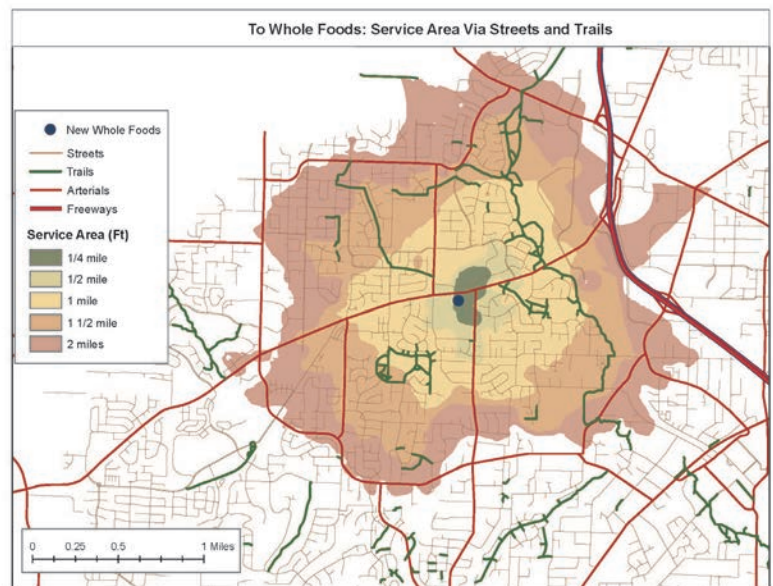 To Whole Foods: Service Area Via Streets and Trails
New Whole Foods
Streets
Trails
Arterials
Freeways
Service Area (Ft)
1/4 mile
1/2 mile
1 mile
1 1/2 mile
2 miles
0 0.25 0.5 1 Miles